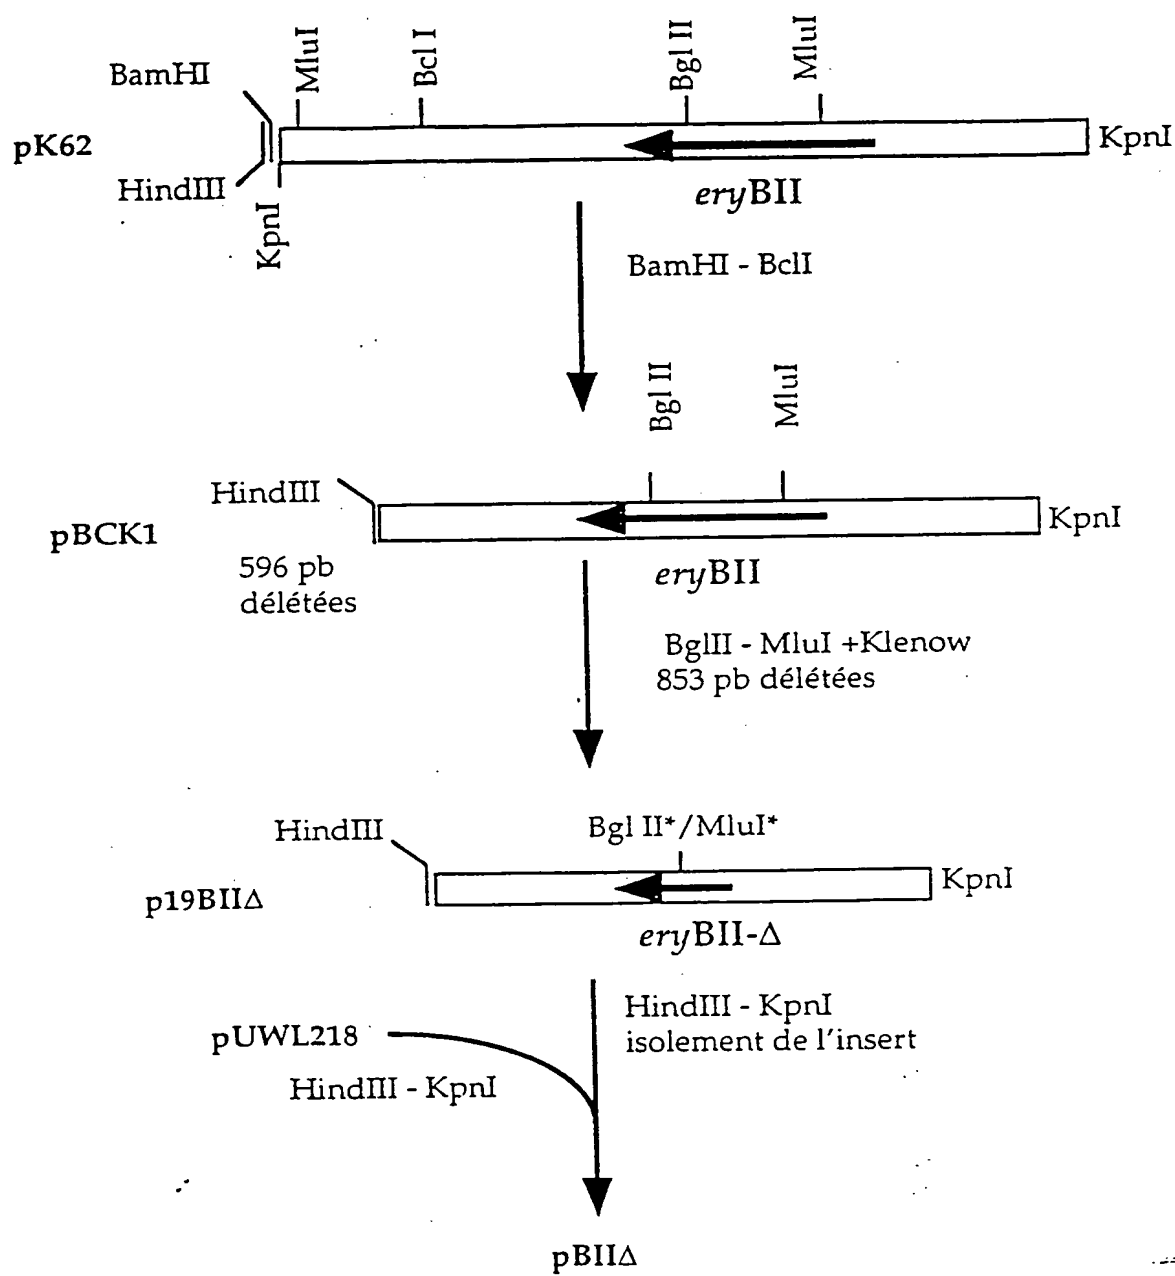 MluI
Bcl I
Bgl II
MluI
BamHI
pK62
KpnI
HindIII
KpnI
eryBII
BamHI - BclI
Bgl II
MluI
HindIII
pBCK1
KpnI
596 pb
délétées
eryBII
BglII - MluI +Klenow
853 pb délétées
HindIII
Bgl II*/MluI*
p19BIIΔ
KpnI
eryBII-Δ
HindIII - KpnI
isolement de l'insert
pUWL218
HindIII - KpnI
pBIIΔ